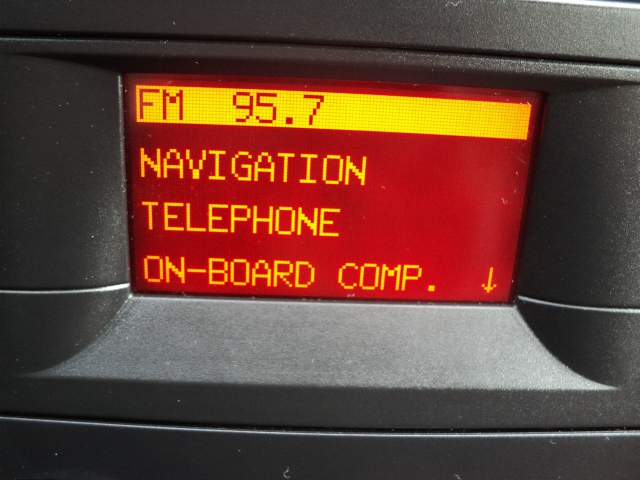 FM 95.7
NAVIGATION
TELEPHONE
ON-BOARD COMP. ↓